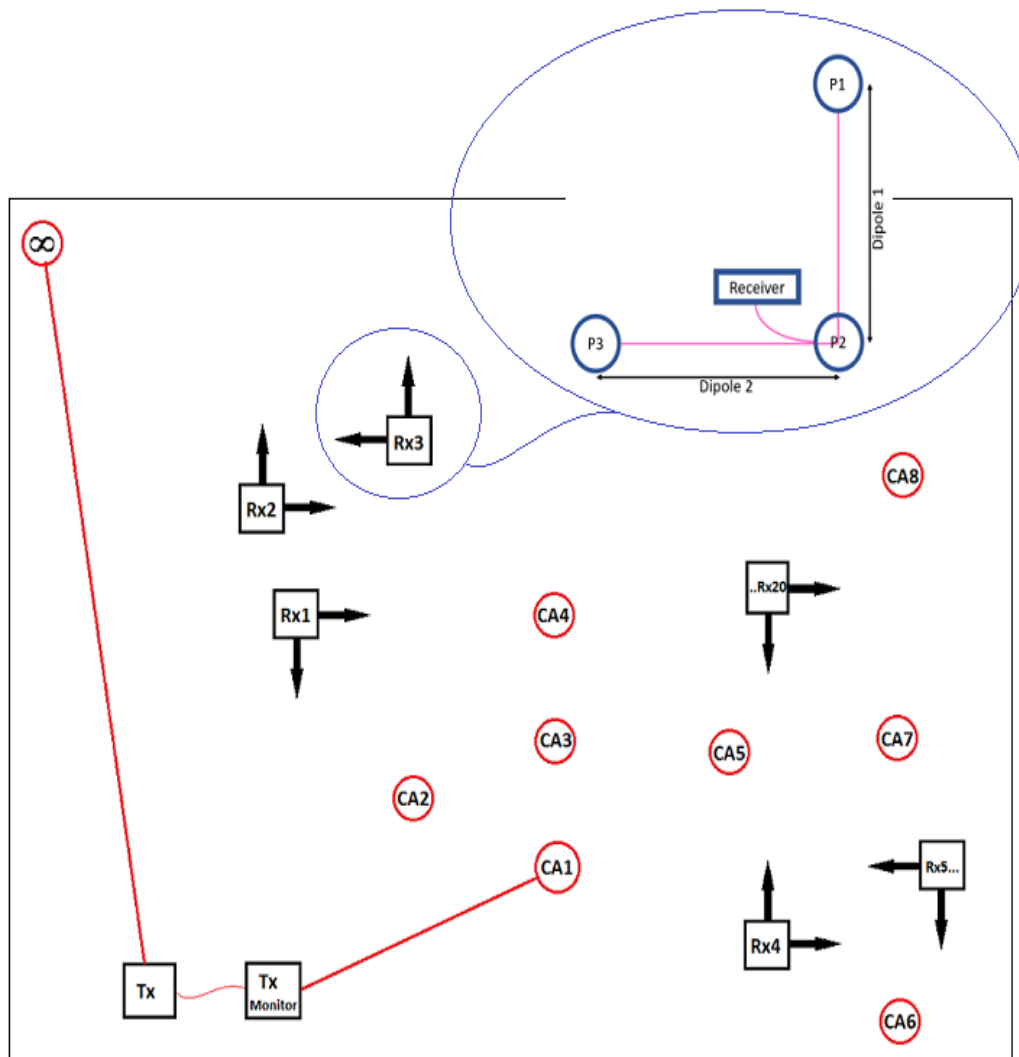 P1
Dipole 1
∞
Receiver
P3
P2
Dipole 2
Rx3
CA8
Rx2
..Rx20
Rx1
CA4
CA3
CA5
CA7
CA2
CA1
Rx5...
Rx4
Tx
Tx
Monitor
CA6